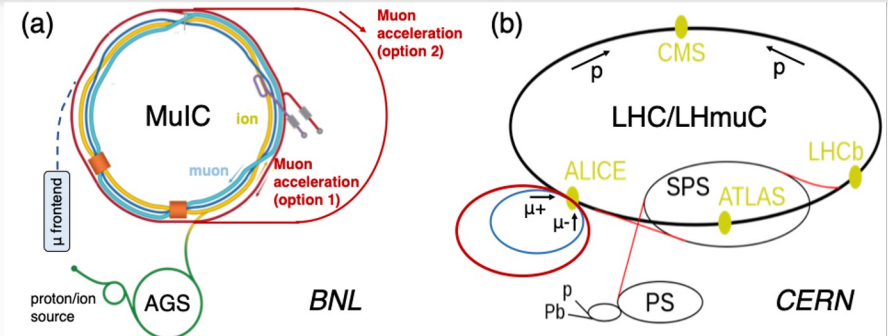 (a)
Muon
acceleration
(option 2)
MuIC
ion
muon
Muon
acceleration
(option 1)
μ frontend
proton/ion
source
AGS
BNL
(b)
CMS
p
p
LHC/LHmuC
LHCb
ALICE
SPS
ATLAS
μ+
μ-
p
Pb
PS
CERN